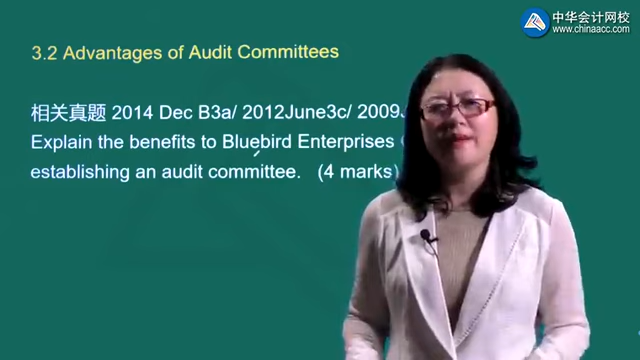 中华会计网校
www.chinaacc.com
3.2 Advantages of Audit Committees
相关真题 2014 Dec B3a/ 2012June3c/ 2009
Explain the benefits to Bluebird Enterprises
establishing an audit committee. (4 marks)